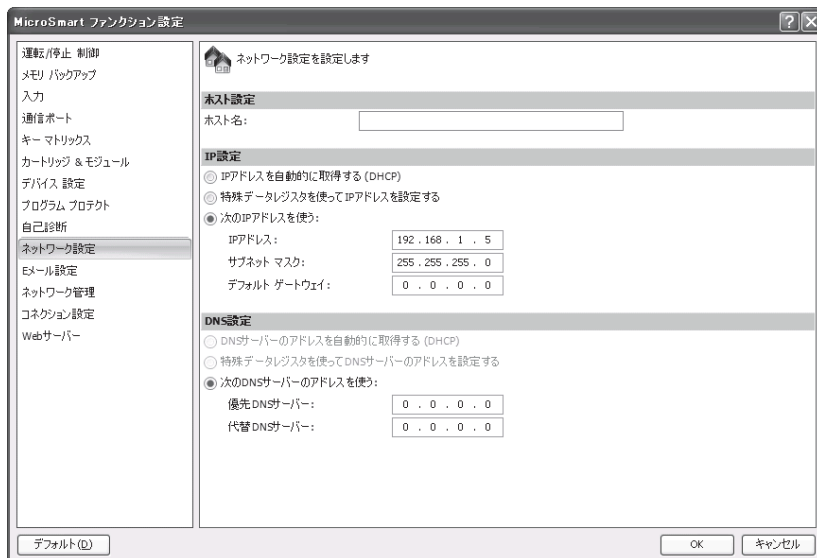 MicroSmart ファンクション設定
運転/停止 制御
メモリ バックアップ
入力
通信ポート
キー マトリックス
カートリッジ & モジュール
デバイス 設定
プログラム プロテクト
自己診断
ネットワーク設定
Eメール設定
ネットワーク管理
コネクション設定
Webサーバー
ネットワーク設定を設定します
ホスト設定
ホスト名:
IP設定
IPアドレスを自動的に取得する (DHCP)
特殊データレジスタを使ってIPアドレスを設定する
次のIPアドレスを使う:
IPアドレス: 192 . 168 . 1 . 5
サブネット マスク: 255 . 255 . 255 . 0
デフォルト ゲートウェイ: 0 . 0 . 0 . 0
DNS設定
DNSサーバーのアドレスを自動的に取得する (DHCP)
特殊データレジスタを使ってDNSサーバーのアドレスを設定する
次のDNSサーバーのアドレスを使う:
優先DNSサーバー: 0 . 0 . 0 . 0
代替DNSサーバー: 0 . 0 . 0 . 0
デフォルト(D) OK キャンセル